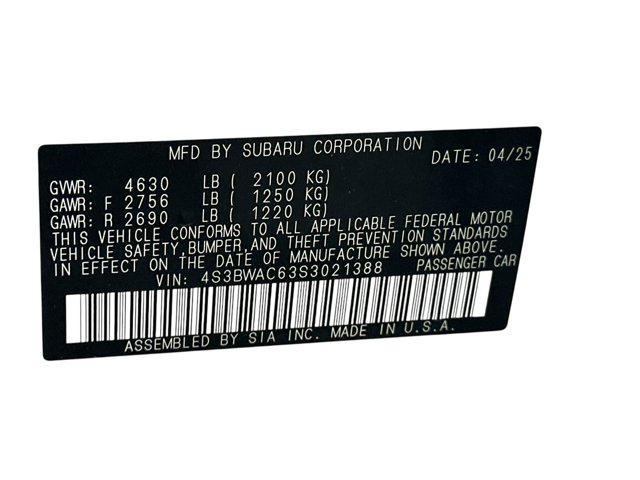 MFD BY SUBARU CORPORATION DATE: 04/25
GVWR: 4630 LB ( 2100 KG)
GAWR: F 2756 LB ( 1250 KG)
GAWR: R 2690 LB ( 1220 KG)
THIS VEHICLE CONFORMS TO ALL APPLICABLE FEDERAL MOTOR
VEHICLE SAFETY,BUMPER,AND THEFT PREVENTION STANDARDS
IN EFFECT ON THE DATE OF MANUFACTURE SHOWN ABOVE.
VIN: 4S3BWAC63S3021388 PASSENGER CAR
ASSEMBLED BY SIA INC. MADE IN U.S.A.